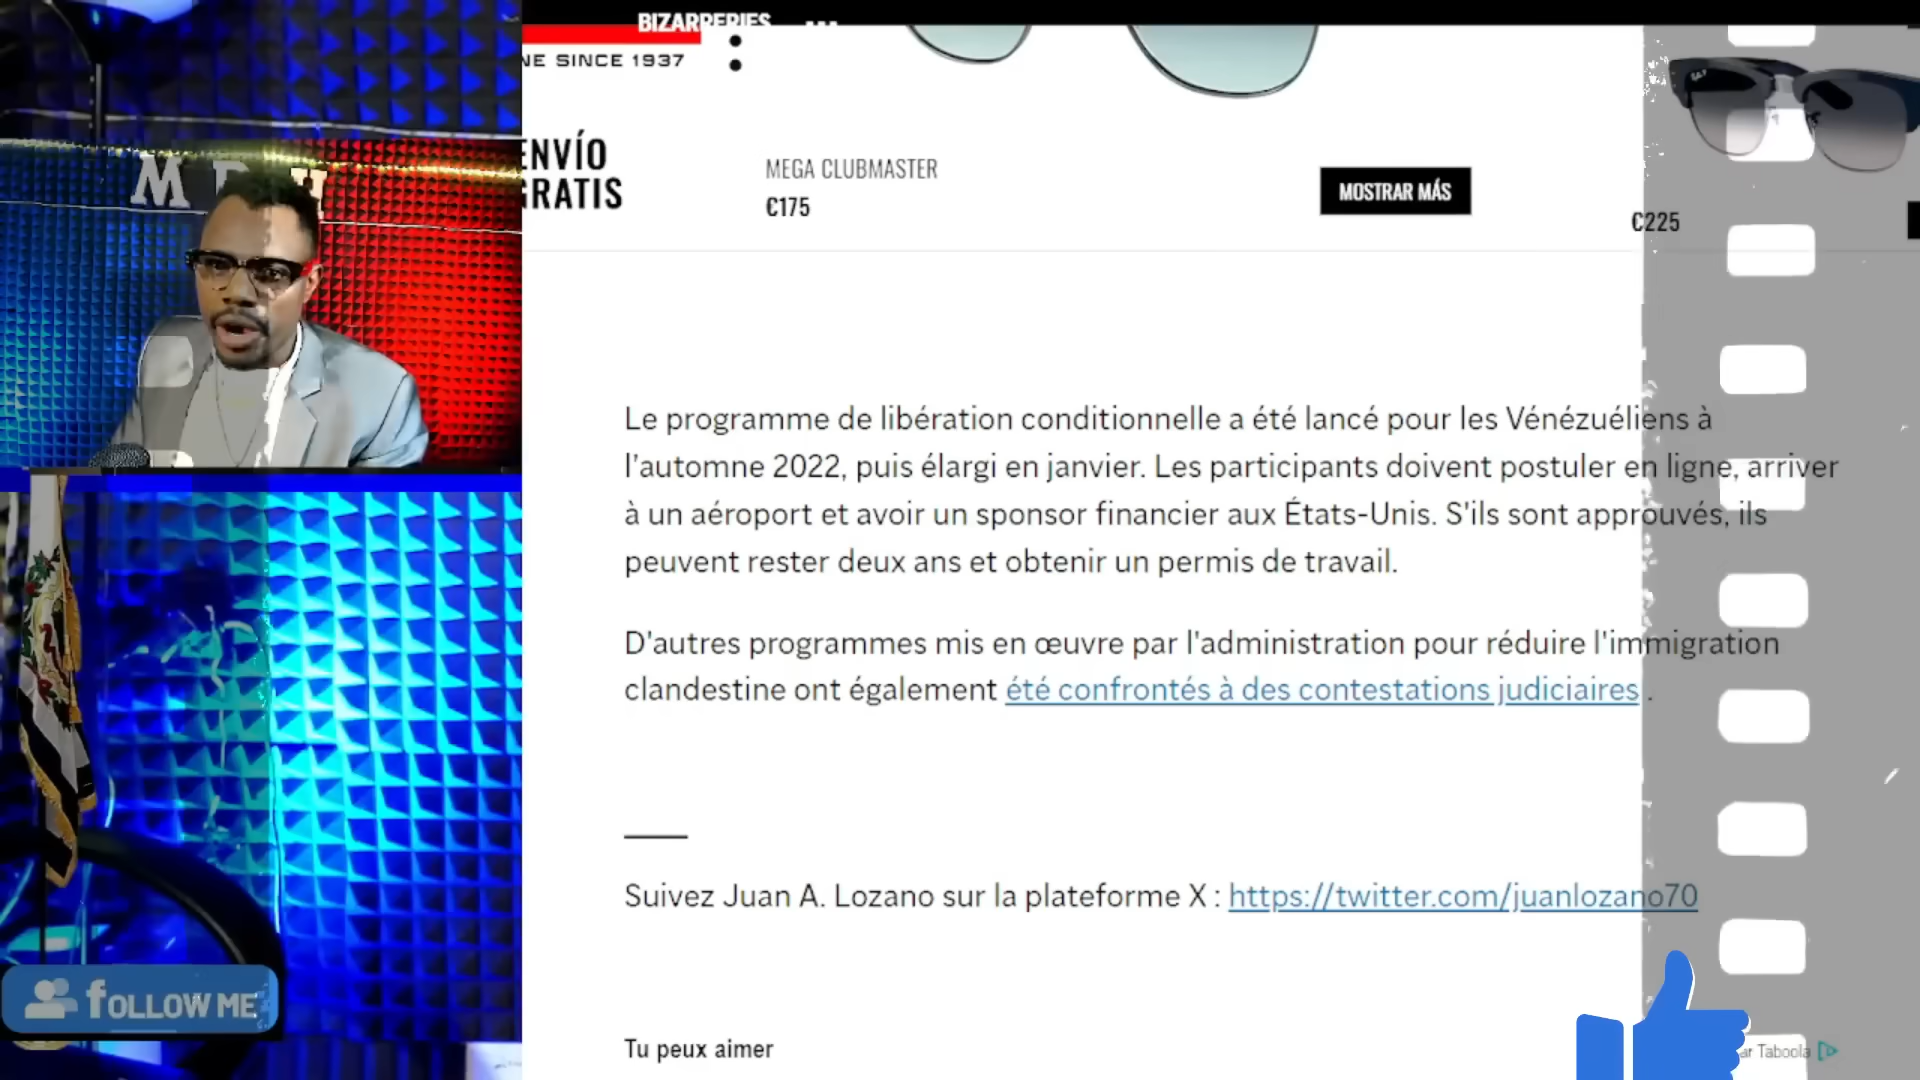 BIZARRERIES ...
NE SINCE 1937
ENVÍO
GRATIS
MEGA CLUBMASTER
€175
MOSTRAR MÁS
€225
Le programme de libération conditionnelle a été lancé pour les Vénézuéliens à
l'automne 2022, puis élargi en janvier. Les participants doivent postuler en ligne, arriver
à un aéroport et avoir un sponsor financier aux États-Unis. S'ils sont approuvés, ils
peuvent rester deux ans et obtenir un permis de travail.
D'autres programmes mis en œuvre par l'administration pour réduire l'immigration
clandestine ont également été confrontés à des contestations judiciaires .
Suivez Juan A. Lozano sur la plateforme X : https://twitter.com/juanlozano70
Tu peux aimer
ar Taboola
FOLLOW ME